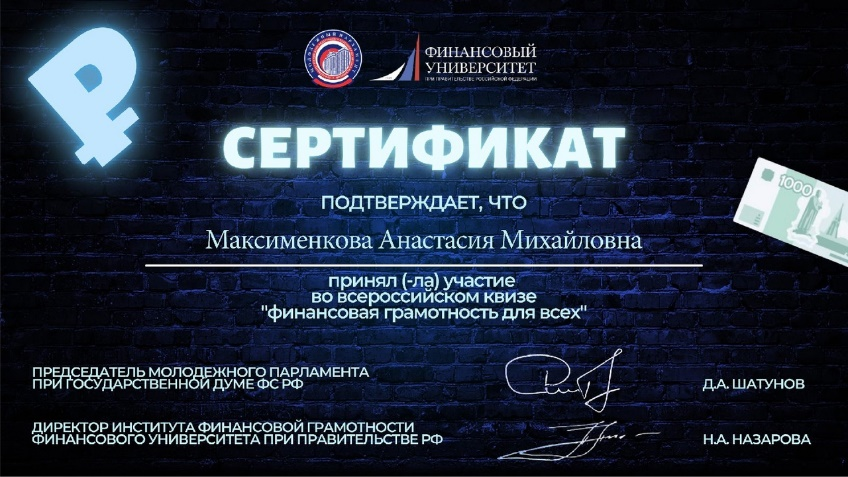 ФИНАНСОВЫЙ
УНИВЕРСИТЕТ
ПРИ ПРАВИТЕЛЬСТВЕ РОССИЙСКОЙ ФЕДЕРАЦИИ
СЕРТИФИКАТ
ПОДТВЕРЖДАЕТ, ЧТО
1000
Максименкова Анастасия Михайловна
принял (-ла) участие
во всероссийском квизе
"финансовая грамотность для всех"
ПРЕДСЕДАТЕЛЬ МОЛОДЕЖНОГО ПАРЛАМЕНТА
ПРИ ГОСУДАРСТВЕННОЙ ДУМЕ ФС РФ
Д.А. ШАТУНОВ
ДИРЕКТОР ИНСТИТУТА ФИНАНСОВОЙ ГРАМОТНОСТИ
ФИНАНСОВОГО УНИВЕРСИТЕТА ПРИ ПРАВИТЕЛЬСТВЕ РФ
Н.А. НАЗАРОВА